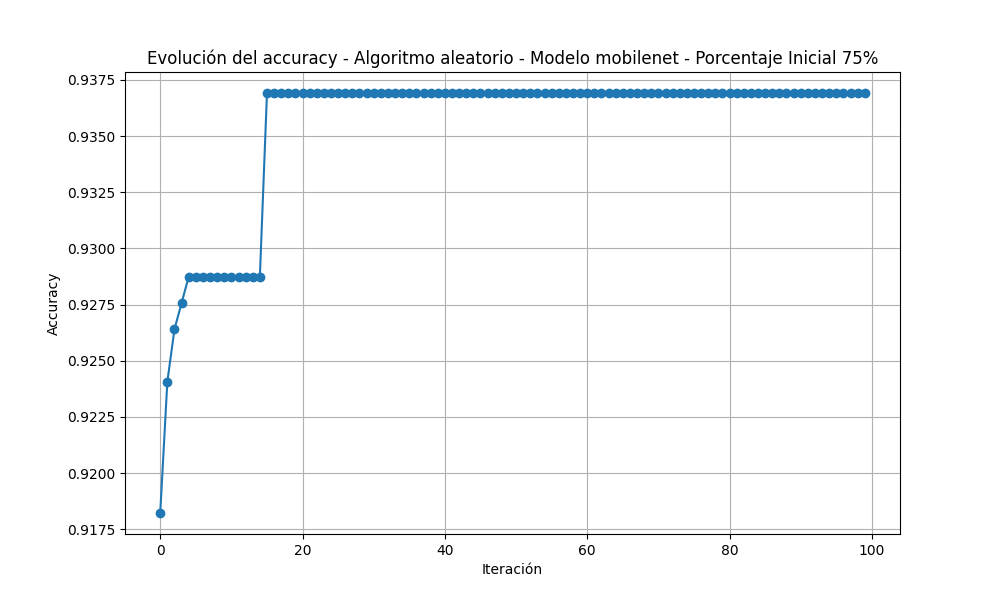 Evolución del accuracy - Algoritmo aleatorio - Modelo mobilenet - Porcentaje Inicial 75%
0.9375
0.9350
0.9325
0.9300
0.9275
0.9250
0.9225
0.9200
0.9175
Accuracy
0 20 40 60 80 100
Iteración